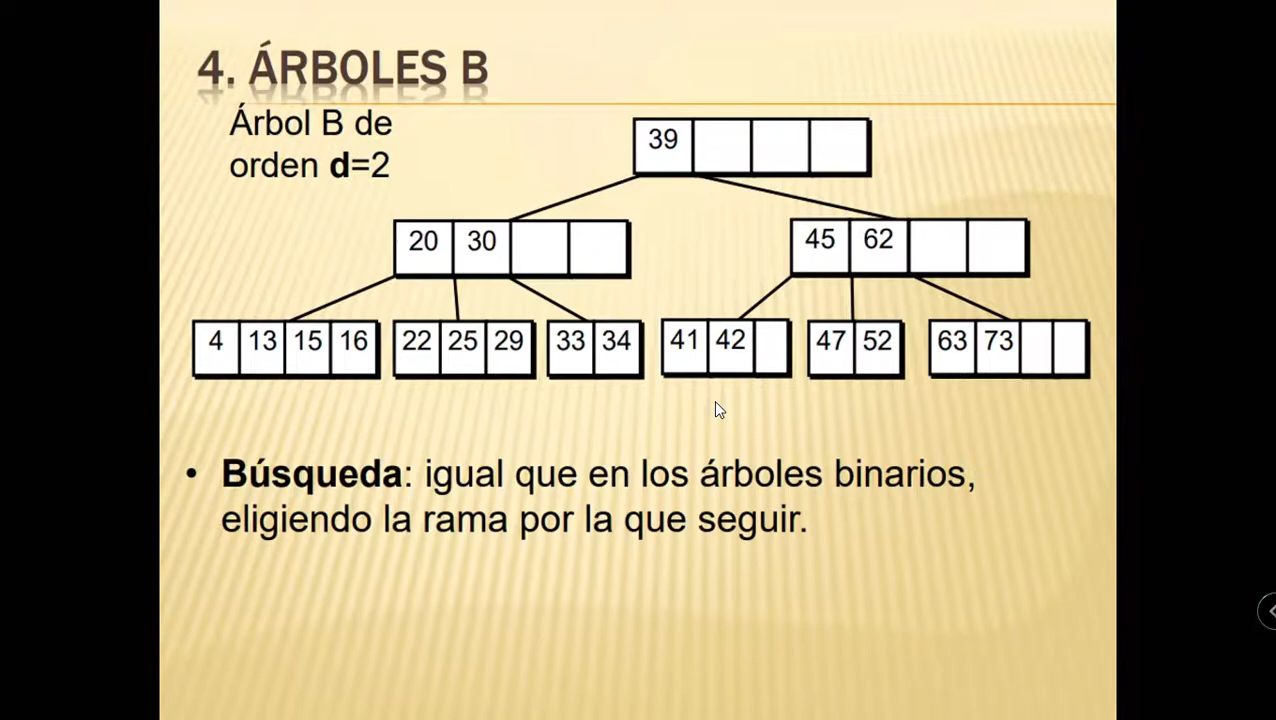 4. ÁRBOLES B
Árbol B de
orden d=2
39
20 30
45 62
4 13 15 16
22 25 29
33 34
41 42
47 52
63 73
• Búsqueda: igual que en los árboles binarios,
eligiendo la rama por la que seguir.